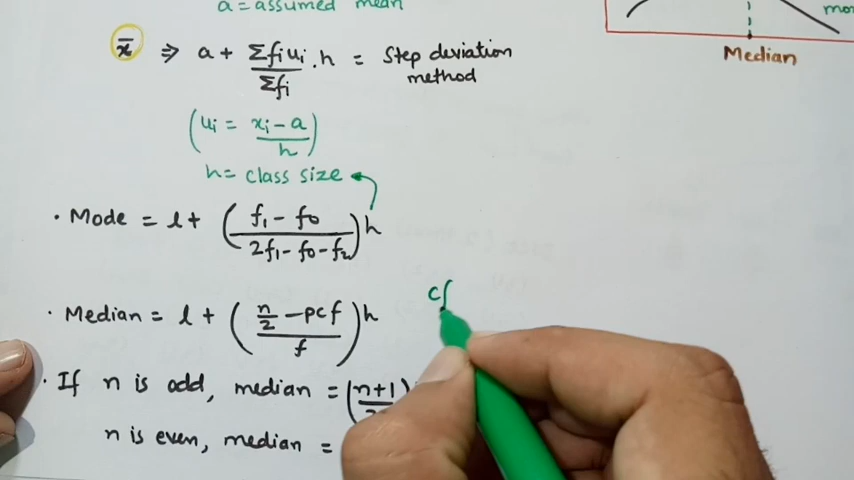 a = assumed mean
x̄ ⇒ a + Σfiui/Σfi . h = Step deviation method
(ui = xi - a / h)
h = class size
· Mode = l + (f1 - f0 / 2f1 - f0 - f2) h
· Median = l + (n/2 - pcf / f) h
cf
· If n is odd, median = (n+1
n is even, median =
Median